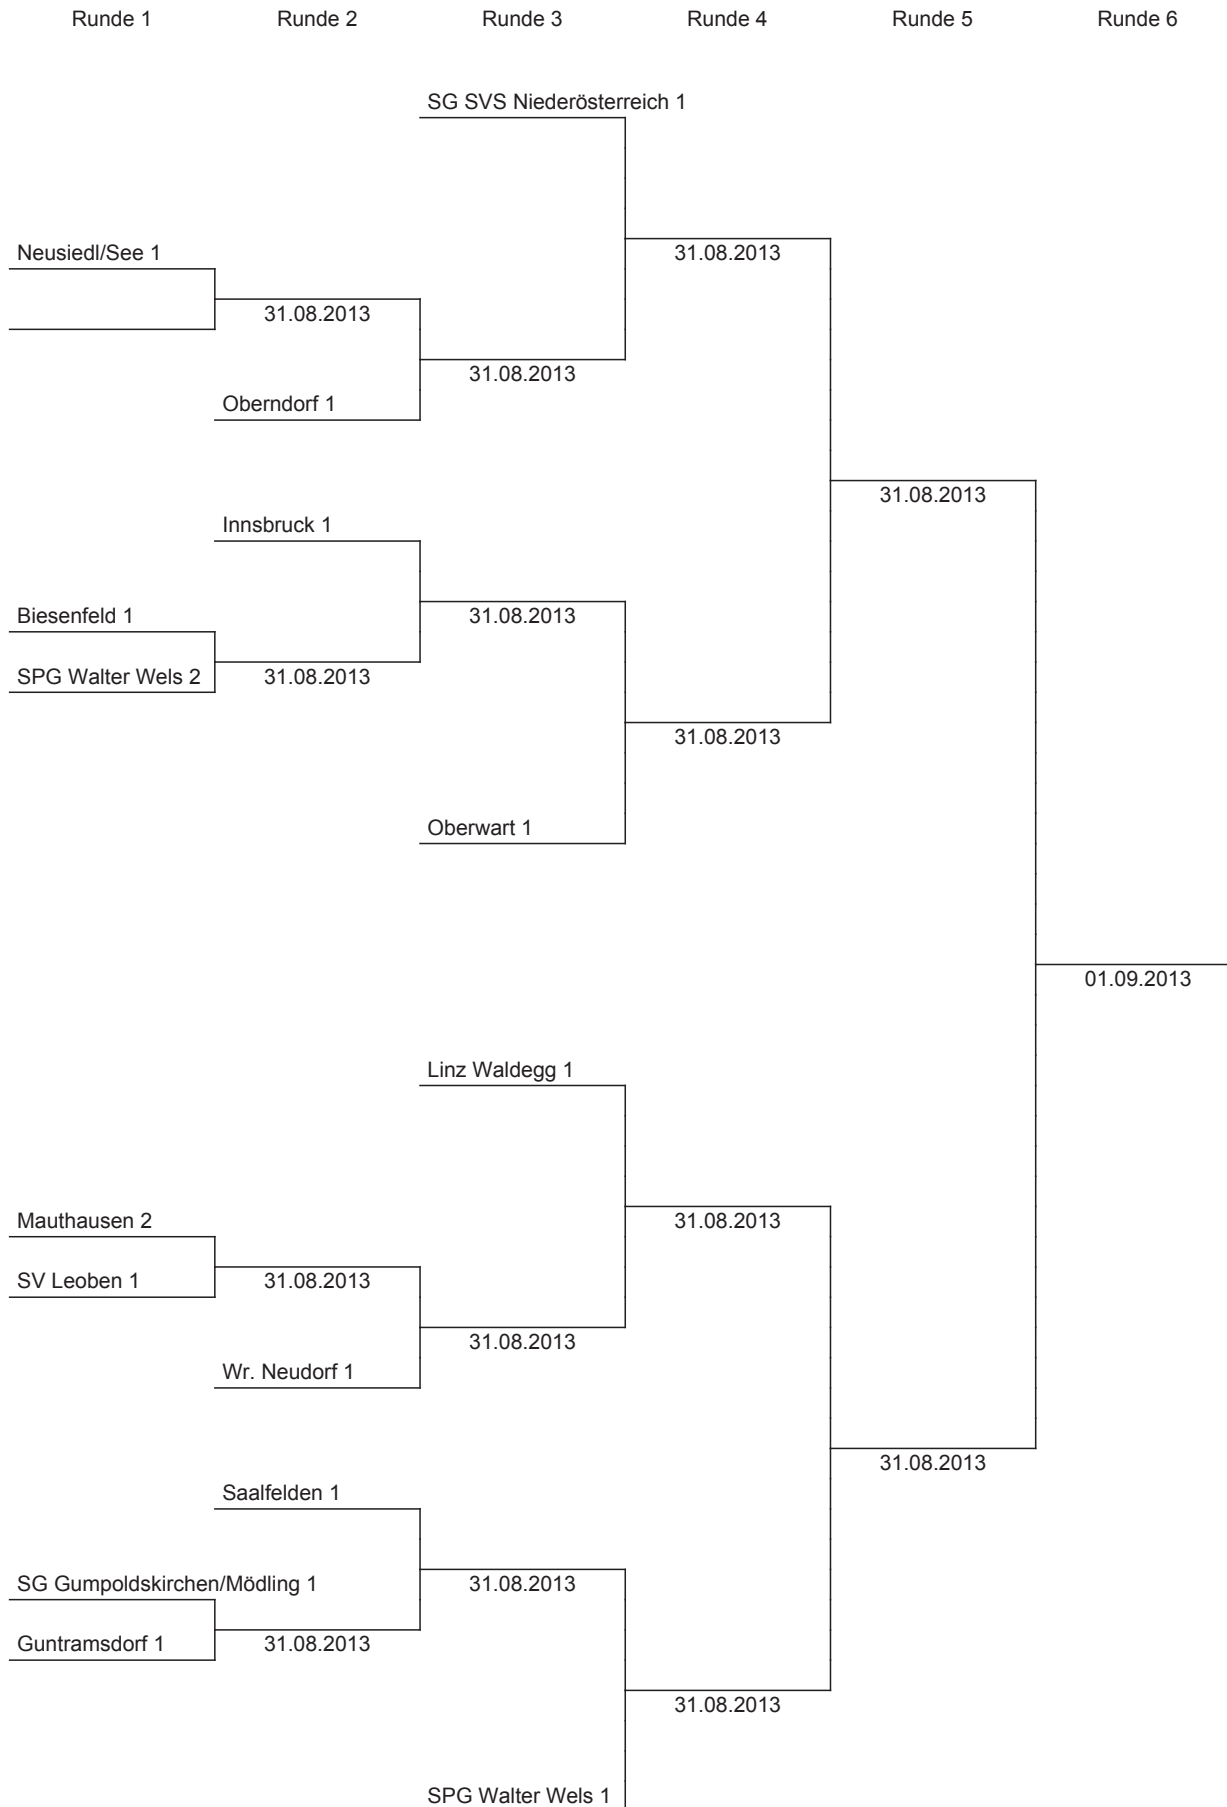 Runde 1 Runde 2 Runde 3 Runde 4 Runde 5 Runde 6
SG SVS Niederösterreich 1
Neusiedl/See 1 31.08.2013
31.08.2013
31.08.2013
Oberndorf 1
31.08.2013
Innsbruck 1
Biesenfeld 1 31.08.2013
SPG Walter Wels 2 31.08.2013
31.08.2013
Oberwart 1
01.09.2013
Linz Waldegg 1
Mauthausen 2 31.08.2013
SV Leoben 1 31.08.2013
31.08.2013
Wr. Neudorf 1
31.08.2013
Saalfelden 1
SG Gumpoldskirchen/Mödling 1 31.08.2013
Guntramsdorf 1 31.08.2013
31.08.2013
SPG Walter Wels 1